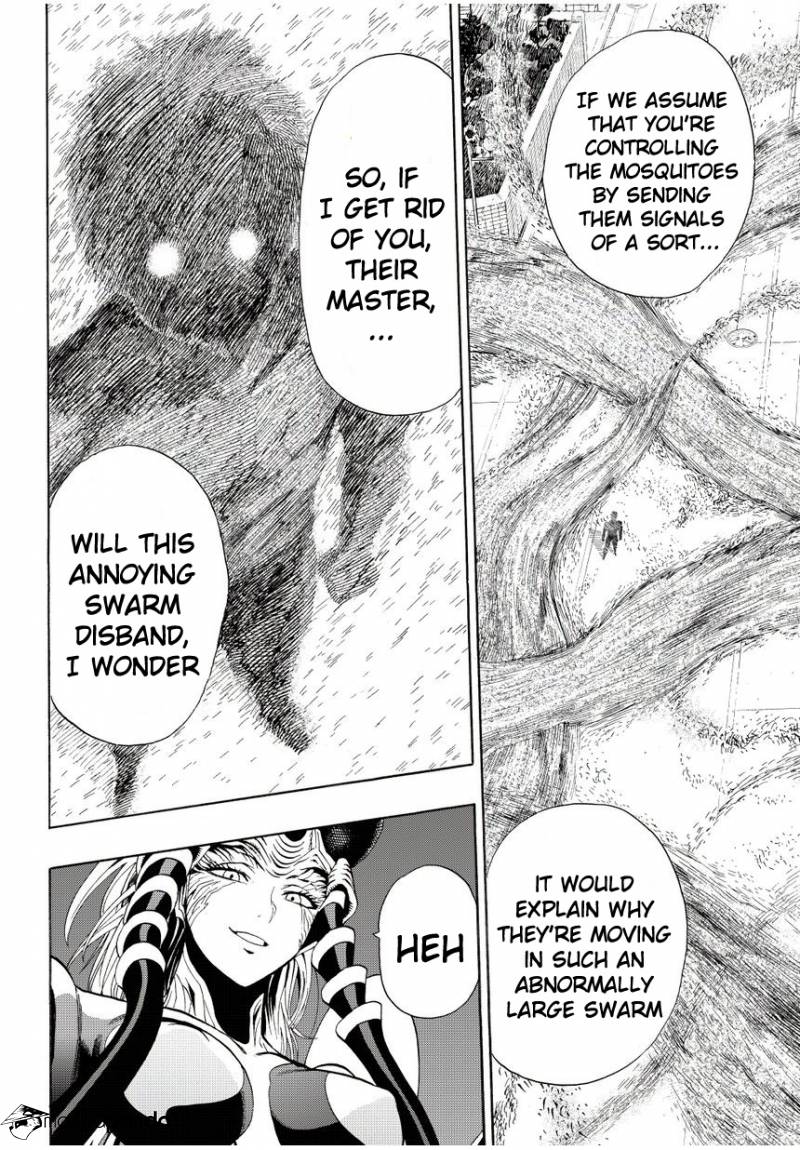 IF WE ASSUME
THAT YOU'RE
CONTROLLING
THE MOSQUITOES
BY SENDING
THEM SIGNALS
OF A SORT...
IT WOULD
EXPLAIN WHY
THEY'RE MOVING
IN SUCH AN
ABNORMALLY
LARGE SWARM
SO, IF
I GET RID
OF YOU,
THEIR
MASTER,
...
WILL THIS
ANNOYING
SWARM
DISBAND,
I WONDER
HEH